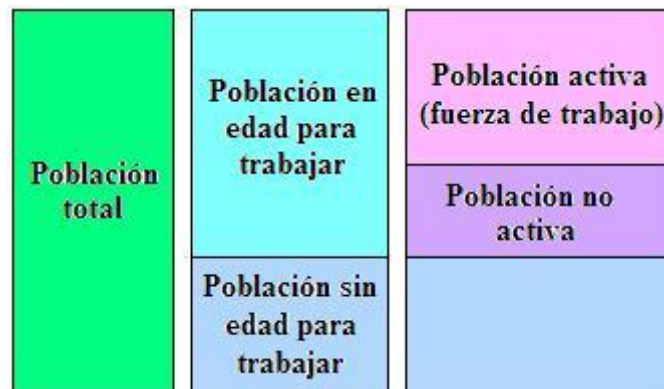 Población
total
Población en
edad para
trabajar
Población sin
edad para
trabajar
Población activa
(fuerza de trabajo)
Población no
activa